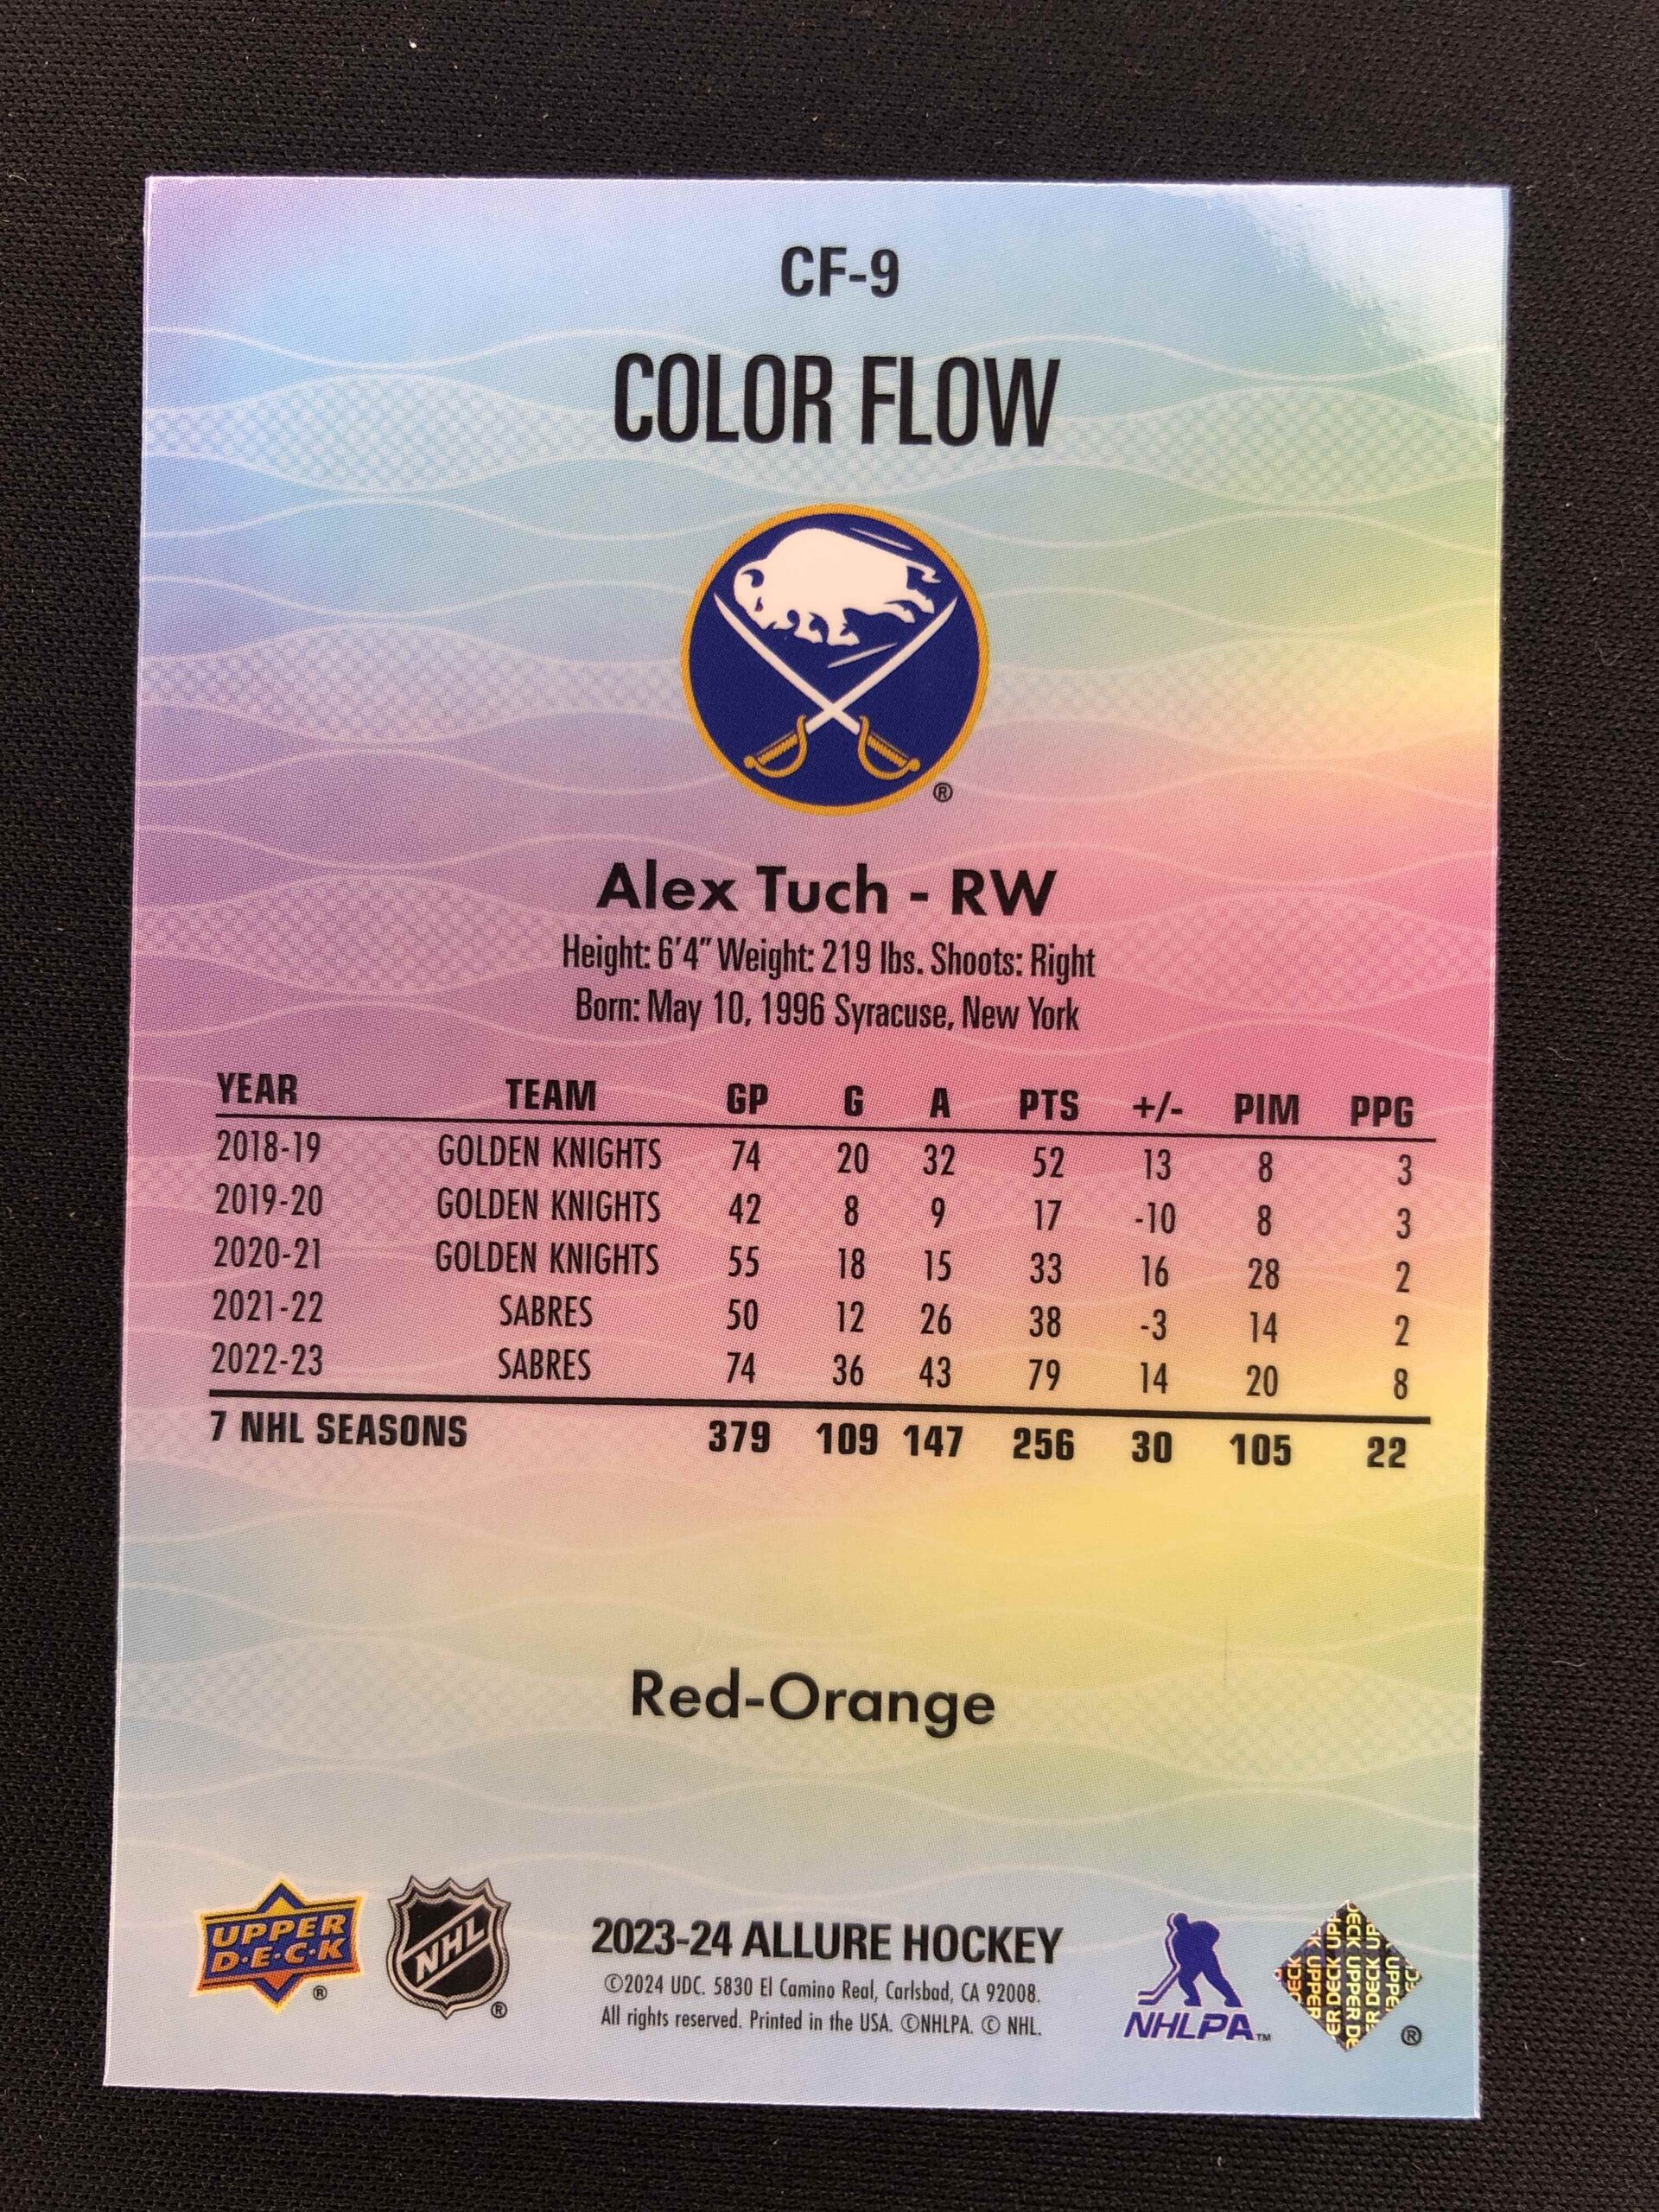 CF-9
COLOR FLOW
®
Alex Tuch - RW
Height: 6'4" Weight: 219 lbs. Shoots: Right
Born: May 10, 1996 Syracuse, New York
YEAR TEAM GP G A PTS +/- PIM PPG
2018-19 GOLDEN KNIGHTS 74 20 32 52 13 8 3
2019-20 GOLDEN KNIGHTS 42 8 9 17 -10 8 3
2020-21 GOLDEN KNIGHTS 55 18 15 33 16 28 2
2021-22 SABRES 50 12 26 38 -3 14 2
2022-23 SABRES 74 36 43 79 14 20 8
7 NHL SEASONS 379 109 147 256 30 105 22
Red-Orange
UPPER
D•E•C•K
®
NHL
®
2023-24 ALLURE HOCKEY
©2024 UDC. 5830 El Camino Real, Carlsbad, CA 92008.
All rights reserved. Printed in the USA. ©NHLPA. © NHL.
NHLPA™
UPPER DECK
®